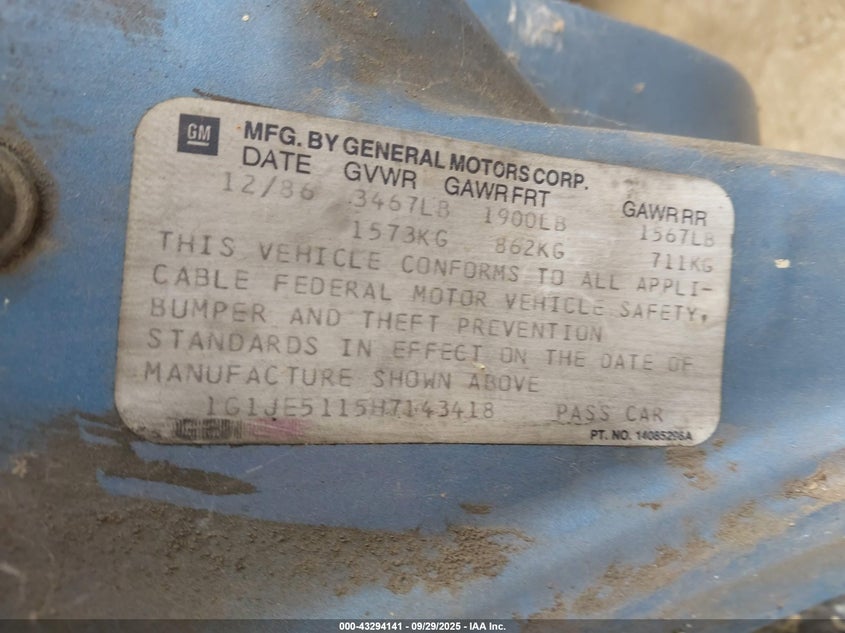 GM
MFG. BY GENERAL MOTORS CORP.
DATE GVWR GAWR FRT GAWR RR
12/86 3467LB 1900LB 1567LB
1573KG 862KG 711KG
THIS VEHICLE CONFORMS TO ALL APPLI-
CABLE FEDERAL MOTOR VEHICLE SAFETY,
BUMPER AND THEFT PREVENTION
STANDARDS IN EFFECT ON THE DATE OF
MANUFACTURE SHOWN ABOVE
1G1JE5115H7143418 PASS CAR
PT. NO. 14085296A
000-43294141 - 09/29/2025 - IAA Inc.